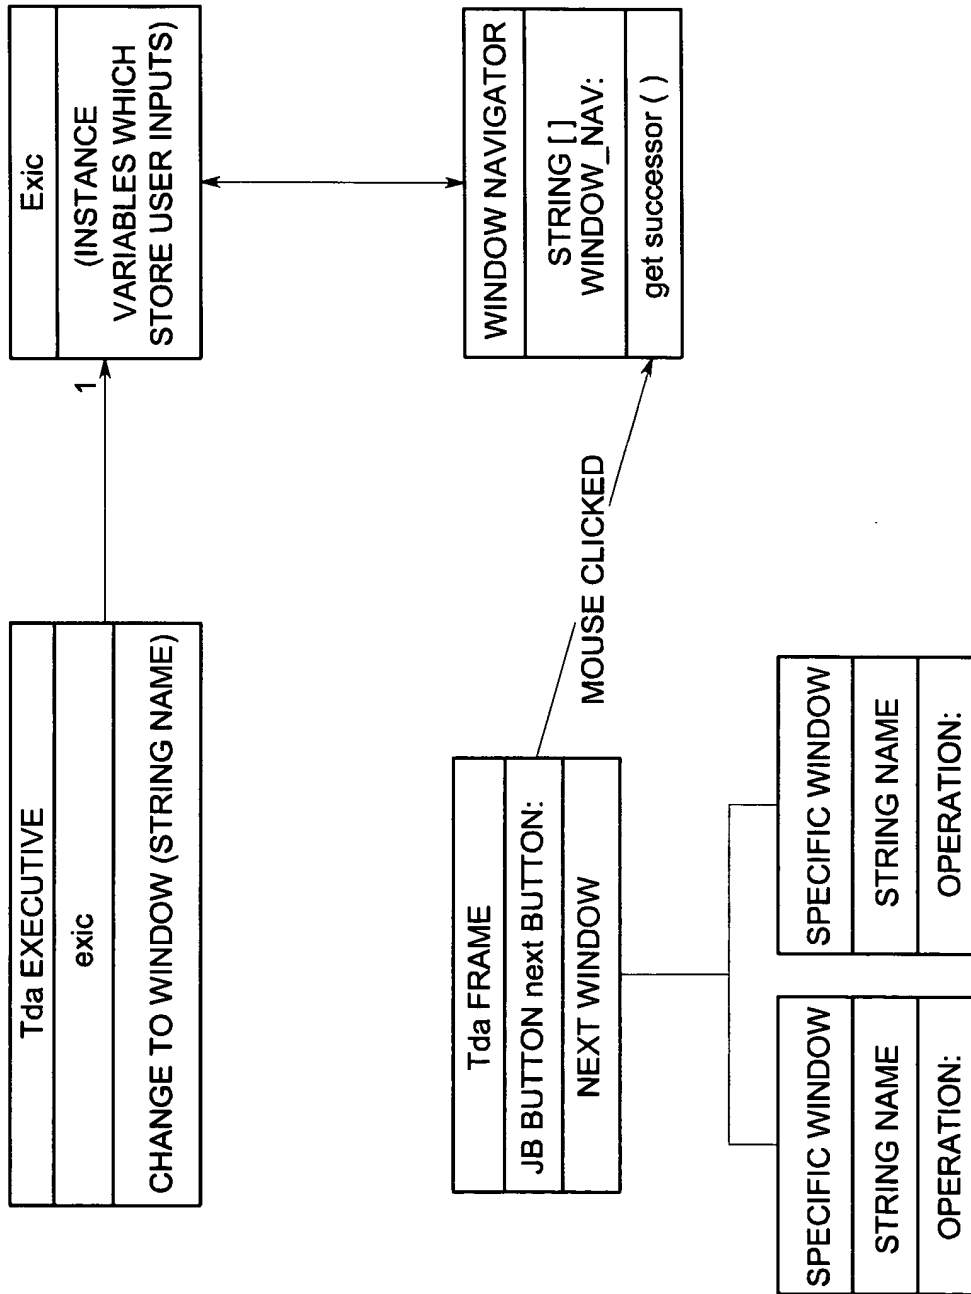 Tda EXECUTIVE
exic
CHANGE TO WINDOW (STRING NAME)
1
Exic
(INSTANCE
VARIABLES WHICH
STORE USER INPUTS)
Tda FRAME
JB BUTTON next BUTTON:
NEXT WINDOW
MOUSE CLICKED
WINDOW NAVIGATOR
STRING [ ]
WINDOW_NAV:
get successor ( )
SPECIFIC WINDOW
STRING NAME
OPERATION:
SPECIFIC WINDOW
STRING NAME
OPERATION: